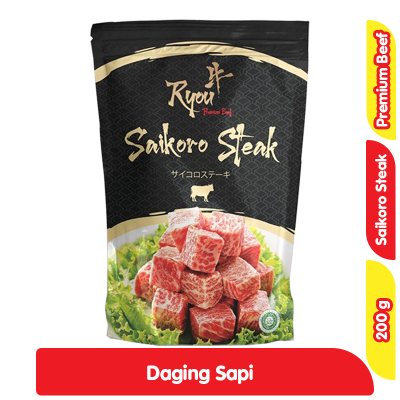 Ryou 牛
Premium Beef
Saikoro Steak
サイコロステーキ
Premium Beef
Saikoro Steak
200 g
Daging Sapi